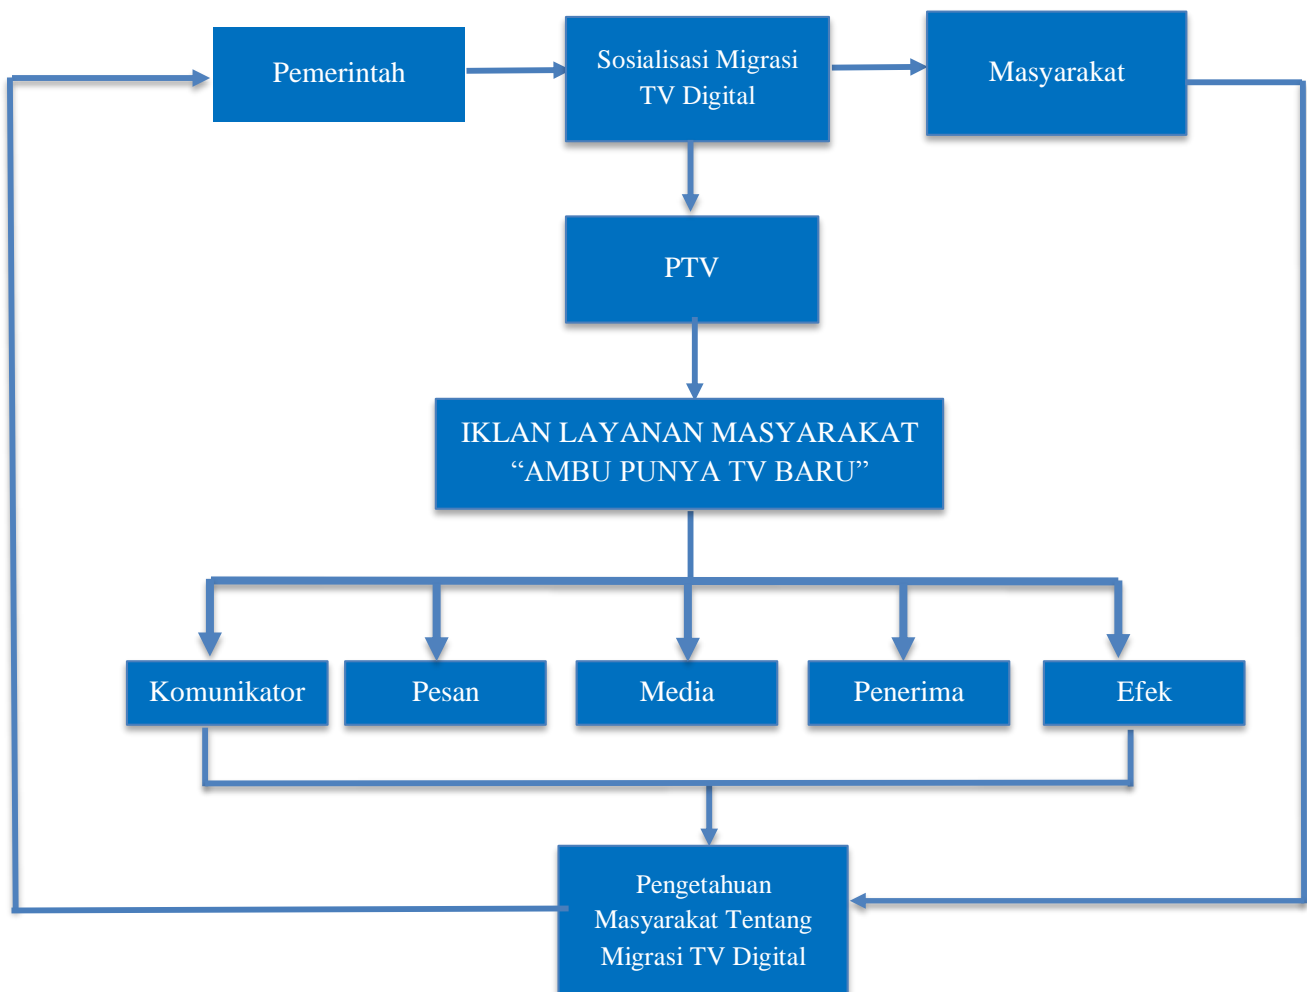 Pemerintah
Sosialisasi Migrasi
TV Digital
Masyarakat
PTV
IKLAN LAYANAN MASYARAKAT
“AMBU PUNYA TV BARU”
Komunikator
Pesan
Media
Penerima
Efek
Pengetahuan
Masyarakat Tentang
Migrasi TV Digital